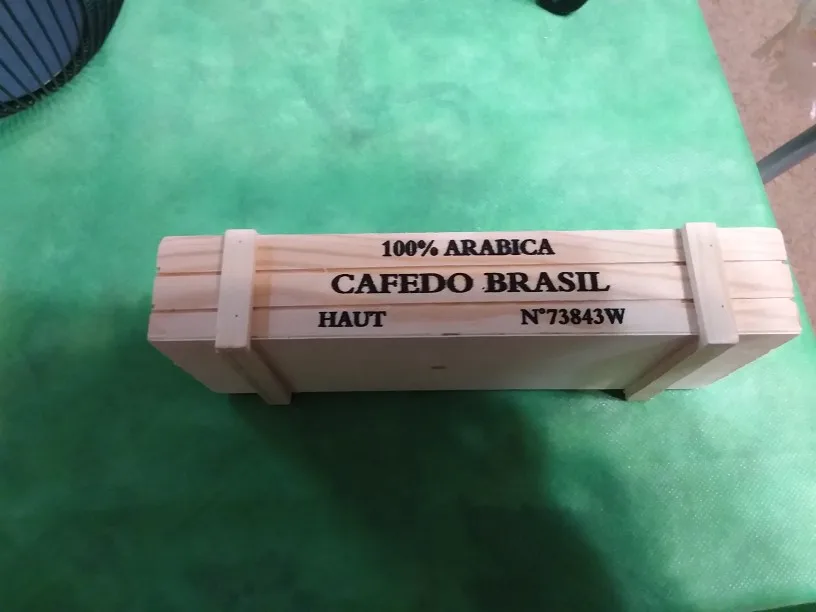 100% ARABICA
CAFEDO BRASIL
HAUT N°73843W